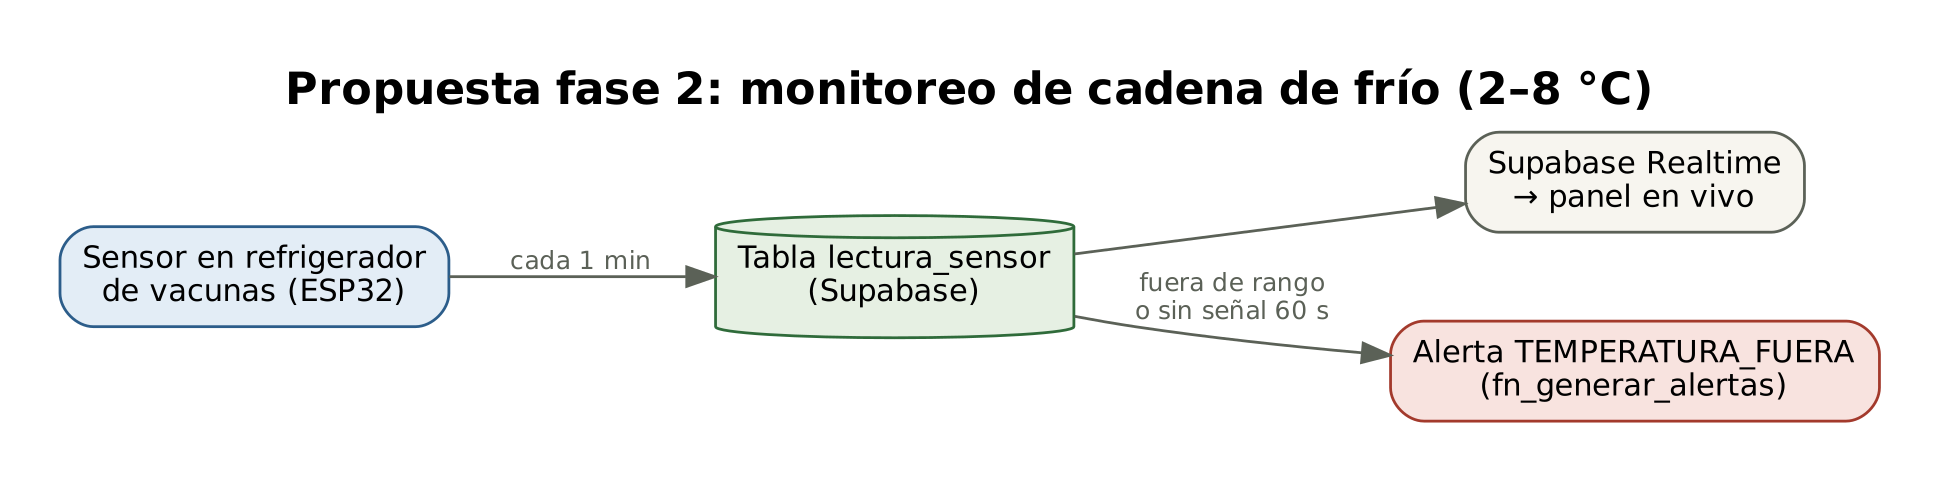 Propuesta fase 2: monitoreo de cadena de frío (2–8 °C)
Sensor en refrigerador
de vacunas (ESP32)
cada 1 min
Tabla lectura_sensor
(Supabase)
Supabase Realtime
→ panel en vivo
fuera de rango
o sin señal 60 s
Alerta TEMPERATURA_FUERA
(fn_generar_alertas)